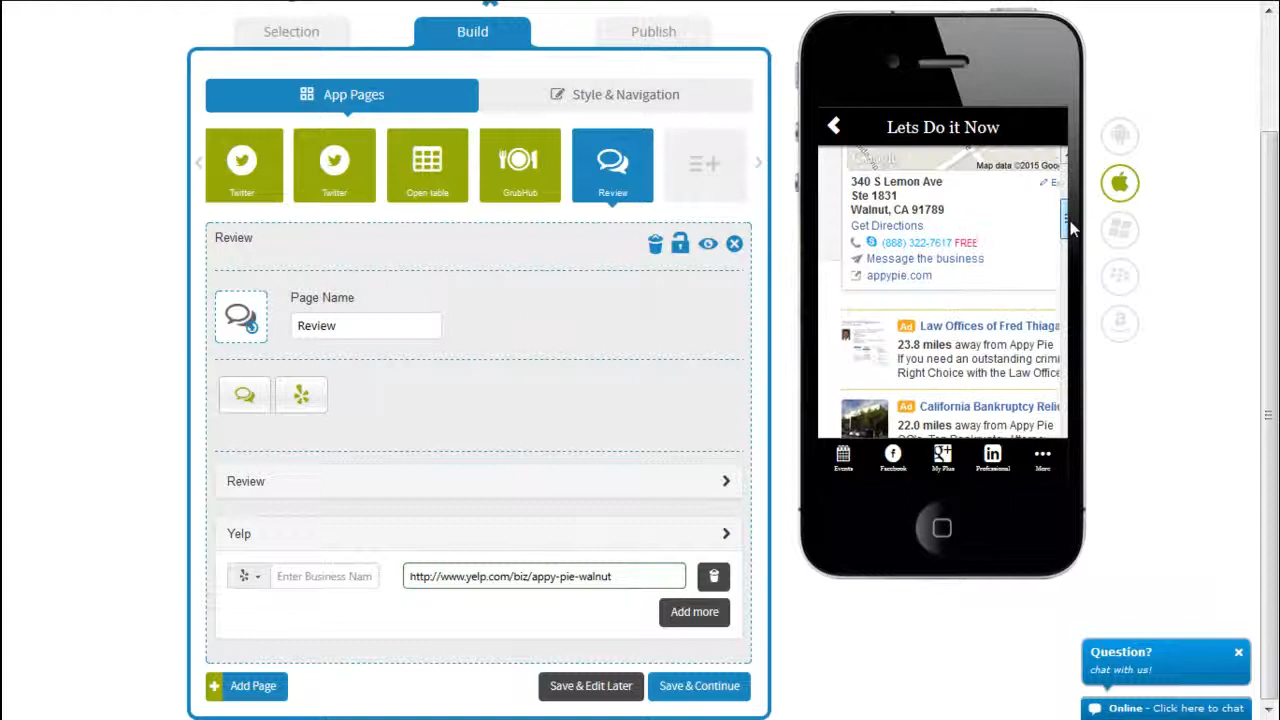 Selection
Build
Publish
App Pages
Style & Navigation
Twitter
Twitter
Open table
GrubHub
Review
Review
Page Name
Review
Review
Yelp
Enter Business Nam
http://www.yelp.com/biz/appy-pie-walnut
Add more
Add Page
Save & Edit Later
Save & Continue
Lets Do it Now
Map data ©2015 Goo
340 S Lemon Ave
Ste 1831
Walnut, CA 91789
Get Directions
(888) 322-7617 FREE
Message the business
appypie.com
Ad Law Offices of Fred Thiaga
23.8 miles away from Appy Pie
If you need an outstanding crimi
Right Choice with the Law Office
Ad California Bankruptcy Relie
22.0 miles away from Appy Pie
Events
Facebook
My Plus
Professional
More
Question?
chat with us!
Online - Click here to chat